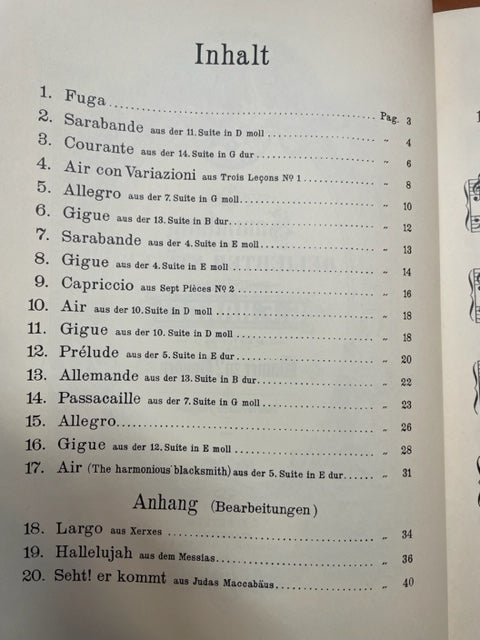 Inhalt
1. Fuga Pag. 3
2. Sarabande aus der 11. Suite in D moll " 4
3. Courante aus der 14. Suite in G dur " 6
4. Air con Variazioni aus Trois Leçons Nº 1 " 8
5. Allegro aus der 7. Suite in G moll " 10
6. Gigue aus der 13. Suite in B dur " 12
7. Sarabande aus der 4. Suite in E moll " 13
8. Gigue aus der 4. Suite in E moll " 14
9. Capriccio aus Sept Pièces Nº 2 " 16
10. Air aus der 10. Suite in D moll " 18
11. Gigue aus der 10. Suite in D moll " 18
12. Prélude aus der 5. Suite in E dur " 20
13. Allemande aus der 13. Suite in B dur " 22
14. Passacaille aus der 7. Suite in G moll " 23
15. Allegro " 26
16. Gigue aus der 12. Suite in E moll " 28
17. Air (The harmonious blacksmith) aus der 5. Suite in E dur " 31
Anhang (Bearbeitungen)
18. Largo aus Xerxes " 34
19. Hallelujah aus dem Messias " 36
20. Seht! er kommt aus Judas Maccabäus " 40